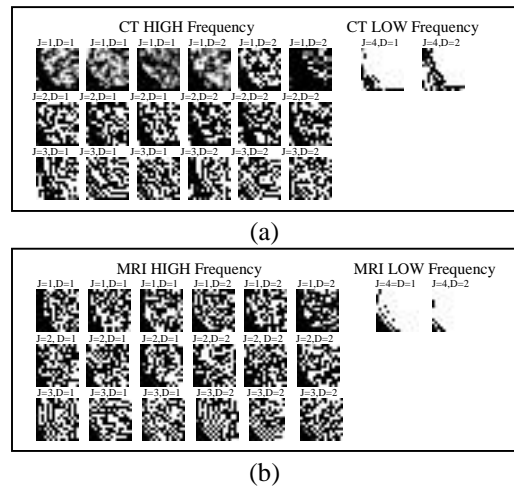 CT HIGH Frequency CT LOW Frequency
J=1,D=1 J=1,D=1 J=1,D=1 J=1,D=2 J=1,D=2 J=1,D=2 J=4,D=1 J=4,D=2
J=2,D=1 J=2,D=1 J=2,D=1 J=2,D=2 J=2,D=2 J=2,D=2
J=3,D=1 J=3,D=1 J=3,D=1 J=3,D=2 J=3,D=2 J=3,D=2
(a)
MRI HIGH Frequency MRI LOW Frequency
J=1,D=1 J=1,D=1 J=1,D=1 J=1,D=2 J=1,D=2 J=1,D=2 J=4=D=1 J=4,D=2
J=2, D=1 J=2,D=1 J=2,D=1 J=2,D=2 J=2, D=2 J=2,D=2
J=3,D=1 J=3,D=1 J=3,D=1 J=3,D=2 J=3,D=2 J=3,D=2
(b)